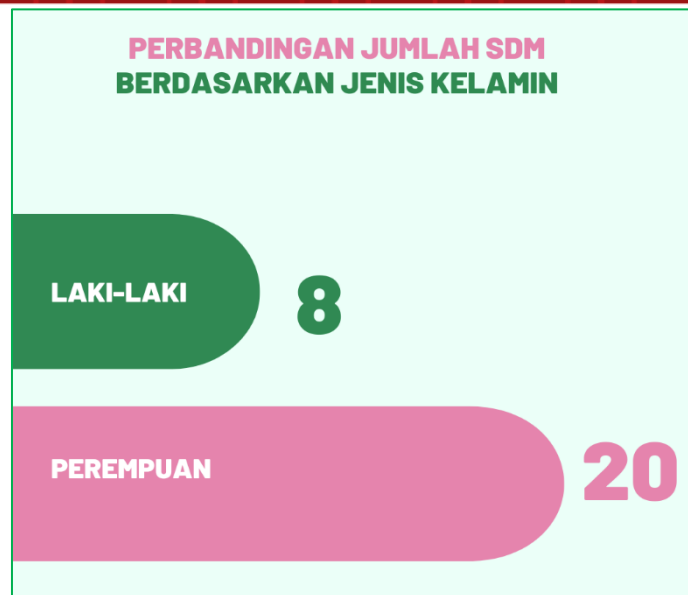 PERBANDINGAN JUMLAH SDM
BERDASARKAN JENIS KELAMIN
LAKI-LAKI
8
PEREMPUAN
20